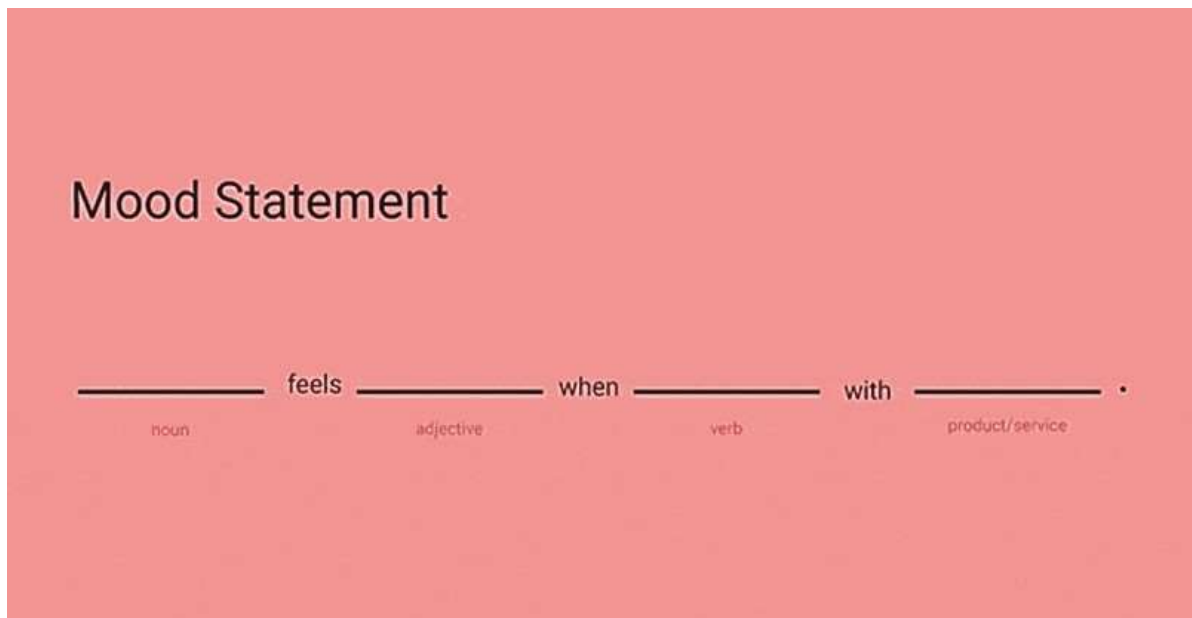 Mood Statement
feels when with .
noun adjective verb product/service